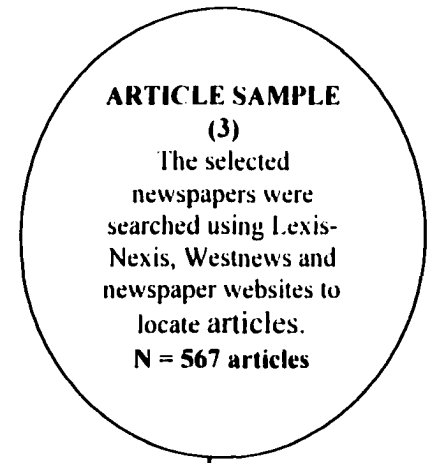 ARTICLE SAMPLE
(3)
The selected
newspapers were
searched using Lexis-
Nexis, Westnews and
newspaper websites to
locate articles.
N = 567 articles